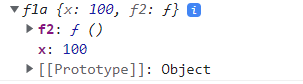 ▼ f1a {x: 100, f2: ƒ} i
▶ f2: ƒ ()
x: 100
▶ [[Prototype]]: Object